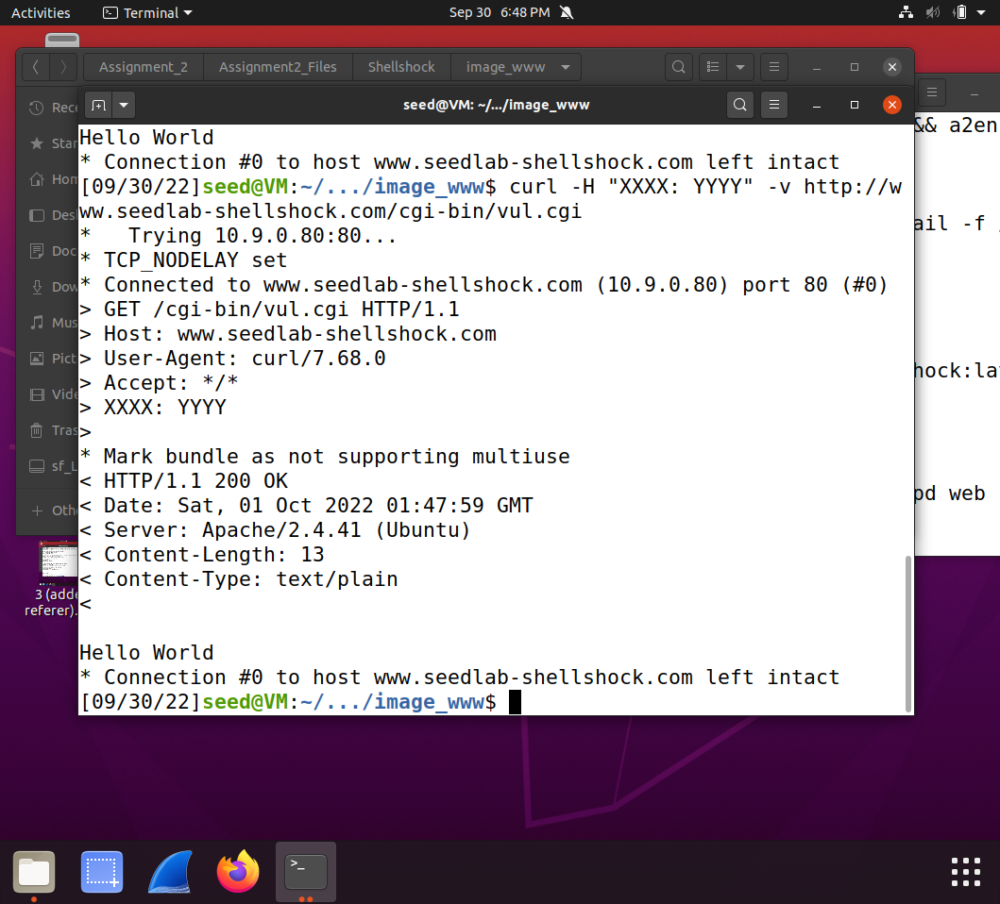 Activities
Terminal
Sep 30 6:48 PM
Assignment_2
Assignment2_Files
Shellshock
image_www
seed@VM: ~/.../image_www
Hello World
* Connection #0 to host www.seedlab-shellshock.com left intact
[09/30/22]seed@VM:~/.../image_www$ curl -H "XXXX: YYYY" -v http://w
ww.seedlab-shellshock.com/cgi-bin/vul.cgi
*   Trying 10.9.0.80:80...
* TCP_NODELAY set
* Connected to www.seedlab-shellshock.com (10.9.0.80) port 80 (#0)
> GET /cgi-bin/vul.cgi HTTP/1.1
> Host: www.seedlab-shellshock.com
> User-Agent: curl/7.68.0
> Accept: */*
> XXXX: YYYY
>
* Mark bundle as not supporting multiuse
< HTTP/1.1 200 OK
< Date: Sat, 01 Oct 2022 01:47:59 GMT
< Server: Apache/2.4.41 (Ubuntu)
< Content-Length: 13
< Content-Type: text/plain
<
Hello World
* Connection #0 to host www.seedlab-shellshock.com left intact
[09/30/22]seed@VM:~/.../image_www$
Rece
Star
Hom
Desk
Doc
Dow
Mus
Pict
Vide
Tras
sf_L
+ Othe
3 (adde
referer).
&& a2en
ail -f
hock:la
pd web